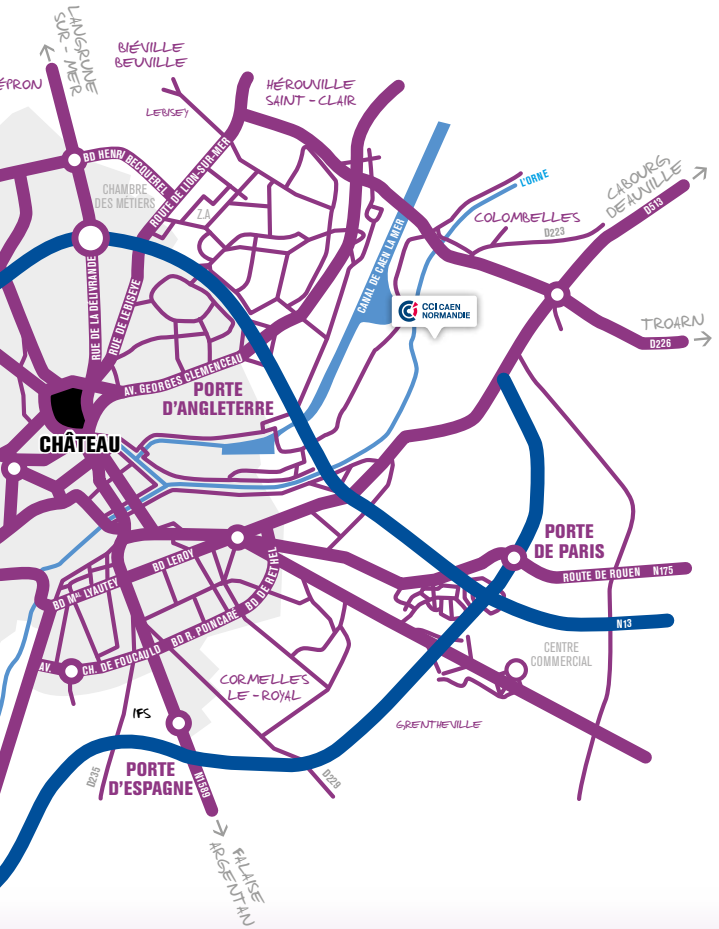 LANGRUNE
SUR - MER
ÉPRON
BIÉVILLE
BEUVILLE
LEBISEY
HÉROUVILLE
SAINT - CLAIR
BD HENRI BECQUEREL
CHAMBRE
DES MÉTIERS
ROUTE DE LION-SUR-MER
Z.A
L'ORNE
CABOURG
DEAUVILLE
D513
COLOMBELLES
D223
CANAL DE CAEN LA MER
CCI CAEN
NORMANDIE
TROARN
D226
RUE DE LA DÉLIVRANDE
RUE DE LEBISEYE
AV. GEORGES CLEMENCEAU
PORTE
D'ANGLETERRE
CHÂTEAU
PORTE
DE PARIS
ROUTE DE ROUEN N175
BD LEROY
BD Mal LYAUTEY
BD DE RETHEL
BD R. POINCARÉ
AV.
CH. DE FOUCAULD
N13
CENTRE
COMMERCIAL
CORMELLES
LE - ROYAL
IFS
GRENTHEVILLE
PORTE
D'ESPAGNE
D235
N1589
D229
FALAISE
ARGENTAN